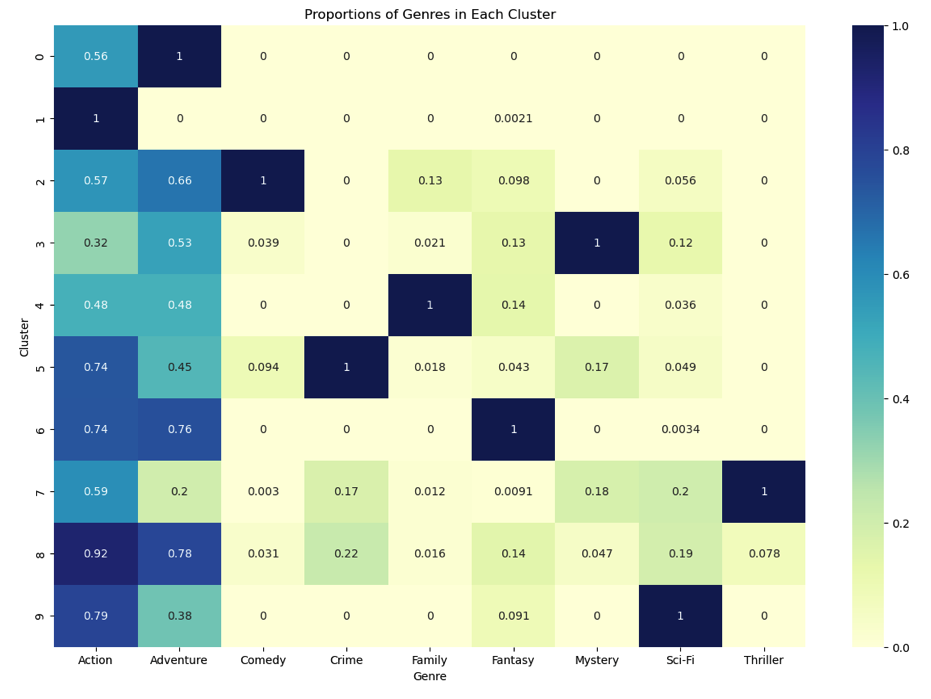 Proportions of Genres in Each Cluster
0 0.56 1 0 0 0 0 0 0 0
1 1 0 0 0 0 0.0021 0 0 0
2 0.57 0.66 1 0 0.13 0.098 0 0.056 0
3 0.32 0.53 0.039 0 0.021 0.13 1 0.12 0
4 0.48 0.48 0 0 1 0.14 0 0.036 0
5 0.74 0.45 0.094 1 0.018 0.043 0.17 0.049 0
6 0.74 0.76 0 0 0 1 0 0.0034 0
7 0.59 0.2 0.003 0.17 0.012 0.0091 0.18 0.2 1
8 0.92 0.78 0.031 0.22 0.016 0.14 0.047 0.19 0.078
9 0.79 0.38 0 0 0 0.091 0 1 0
Cluster
Action Adventure Comedy Crime Family Fantasy Mystery Sci-Fi Thriller
Genre
1.0
0.8
0.6
0.4
0.2
0.0